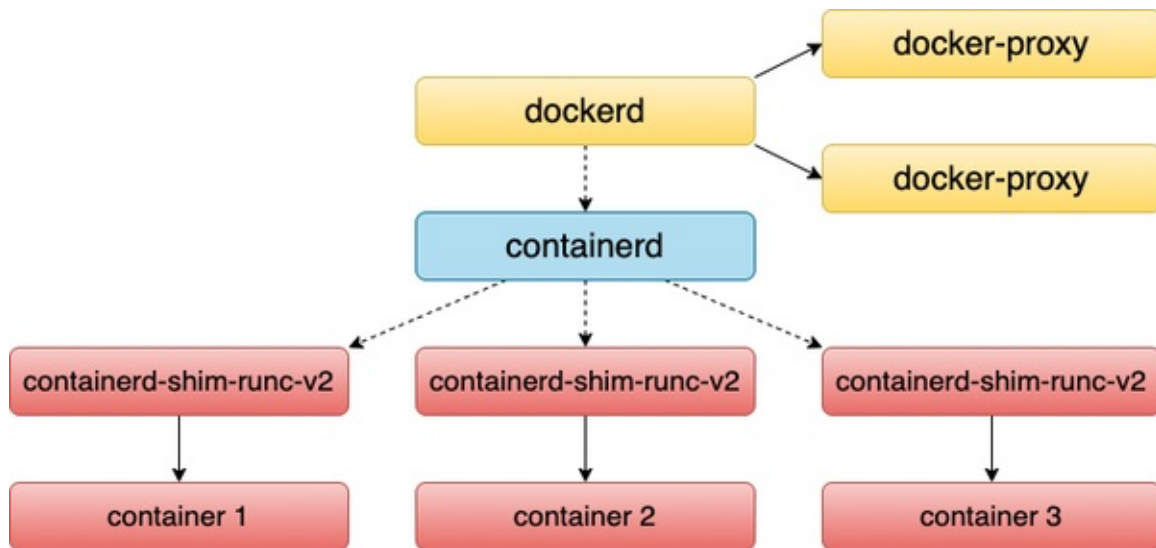 docker-proxy
dockerd
docker-proxy
containerd
containerd-shim-runc-v2
containerd-shim-runc-v2
containerd-shim-runc-v2
container 1
container 2
container 3